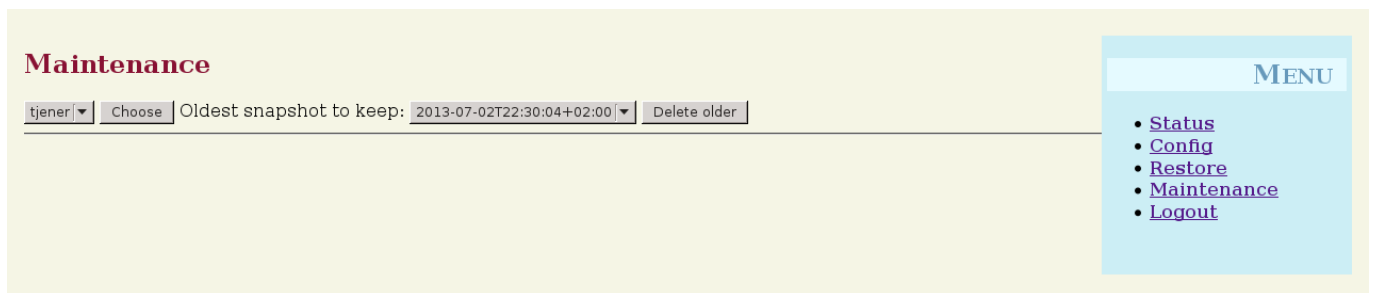 Maintenance
tjener Choose Oldest snapshot to keep: 2013-07-02T22:30:04+02:00 Delete older
MENU
Status
Config
Restore
Maintenance
Logout